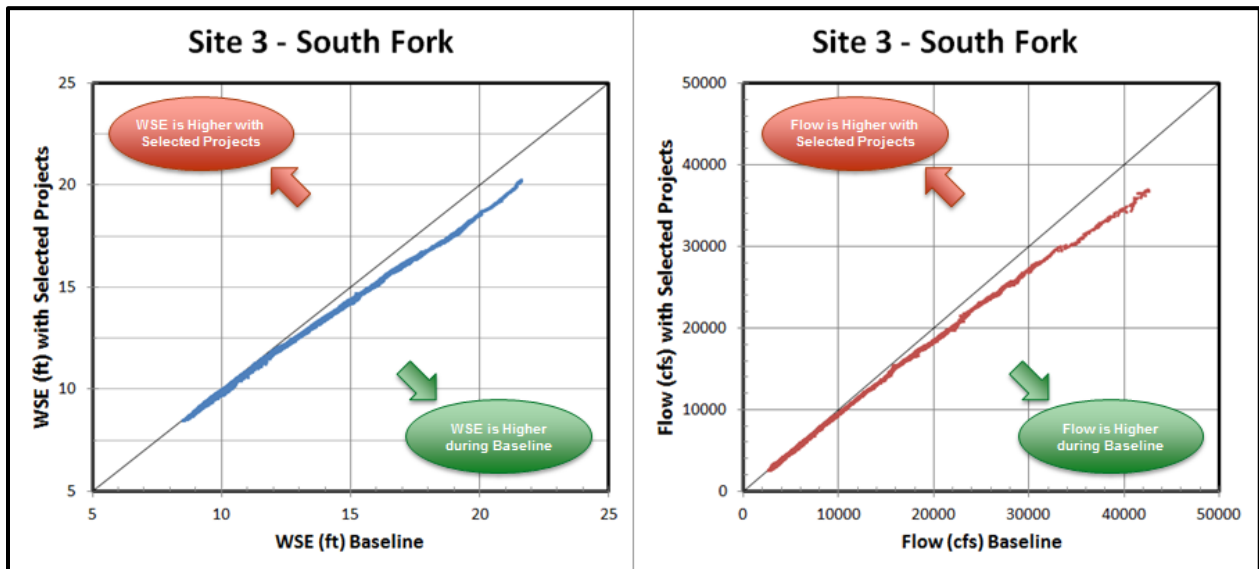 Site 3 - South Fork
25
20
15
10
5
5
10
15
20
25
WSE (ft) with Selected Projects
WSE (ft) Baseline
WSE is Higher with
Selected Projects
WSE is Higher
during Baseline
Site 3 - South Fork
50000
40000
30000
20000
10000
0
0
10000
20000
30000
40000
50000
Flow (cfs) with Selected Projects
Flow (cfs) Baseline
Flow is Higher with
Selected Projects
Flow is Higher
during Baseline